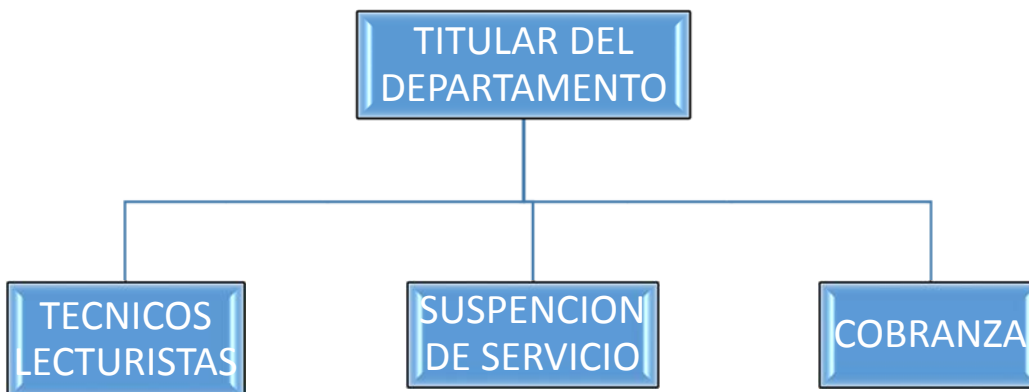 TITULAR DEL
DEPARTAMENTO
TECNICOS
LECTURISTAS
SUSPENCION
DE SERVICIO
COBRANZA